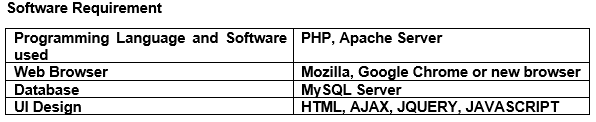 Software Requirement
Programming Language and Software used
PHP, Apache Server
Web Browser
Mozilla, Google Chrome or new browser
Database
MySQL Server
UI Design
HTML, AJAX, JQUERY, JAVASCRIPT